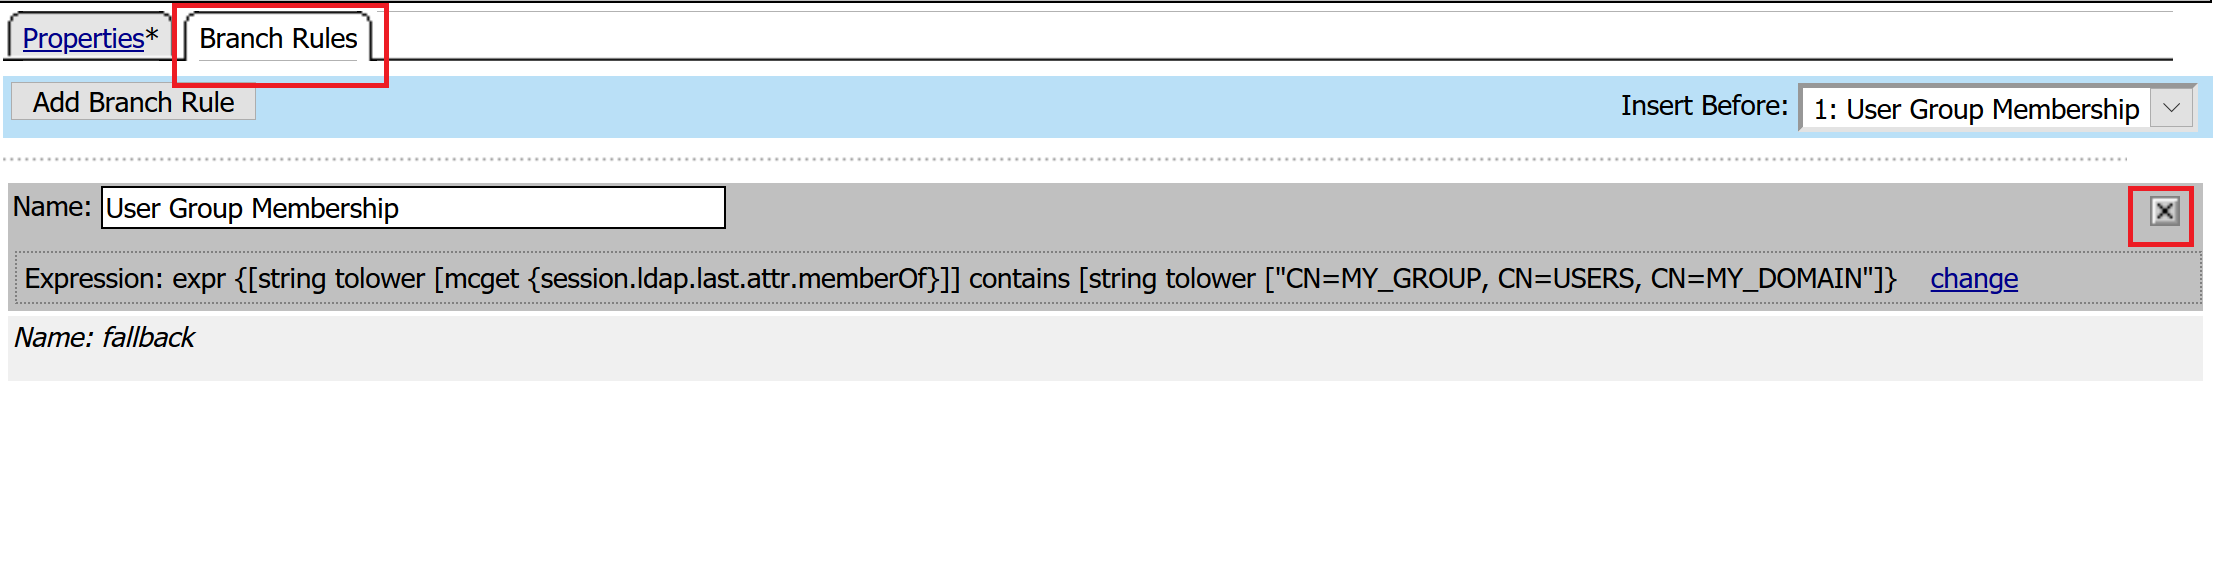 Properties* Branch Rules
Add Branch Rule Insert Before: 1: User Group Membership
Name: User Group Membership
Expression: expr {[string tolower [mcget {session.ldap.last.attr.memberOf}]] contains [string tolower ["CN=MY_GROUP, CN=USERS, CN=MY_DOMAIN"]} change
Name: fallback